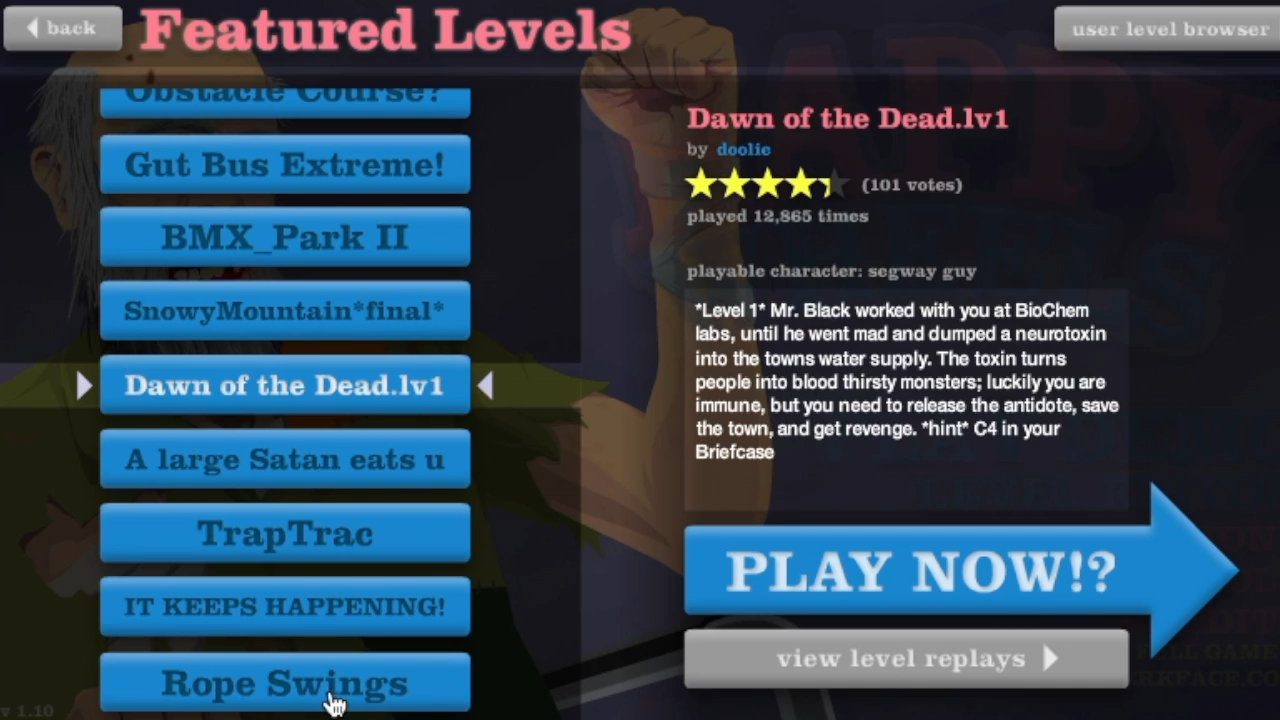 back
Featured Levels
user level browser
Obstacle Course?
Gut Bus Extreme!
BMX_Park II
SnowyMountain*final*
Dawn of the Dead.lv1
A large Satan eats u
TrapTrac
IT KEEPS HAPPENING!
Rope Swings
v 1.10
Dawn of the Dead.lv1
by doolie
(101 votes)
played 12,865 times
playable character: segway guy
*Level 1* Mr. Black worked with you at BioChem
labs, until he went mad and dumped a neurotoxin
into the towns water supply. The toxin turns
people into blood thirsty monsters; luckily you are
immune, but you need to release the antidote, save
the town, and get revenge. *hint* C4 in your
Briefcase
PLAY NOW!?
view level replays